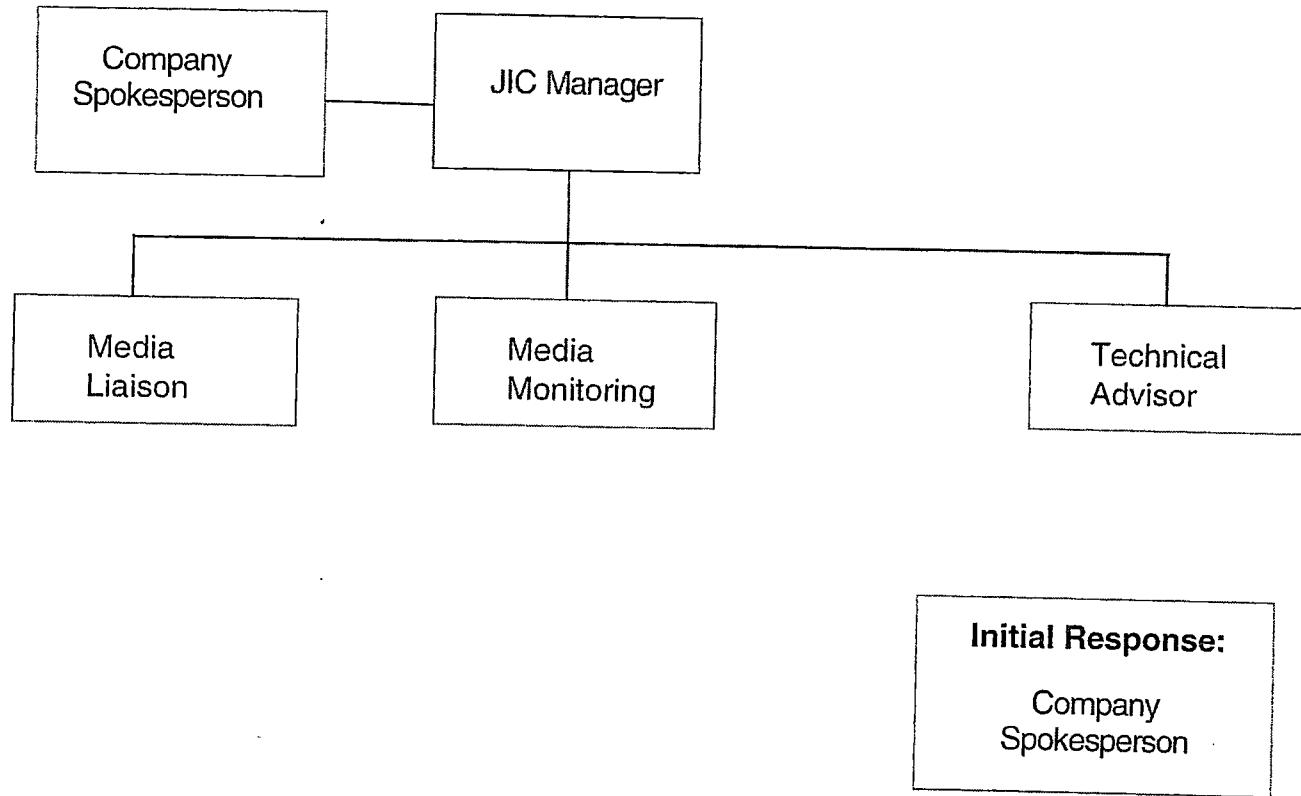 Company
Spokesperson
JIC Manager
Media
Liaison
Media
Monitoring
Technical
Advisor
Initial Response:
Company
Spokesperson